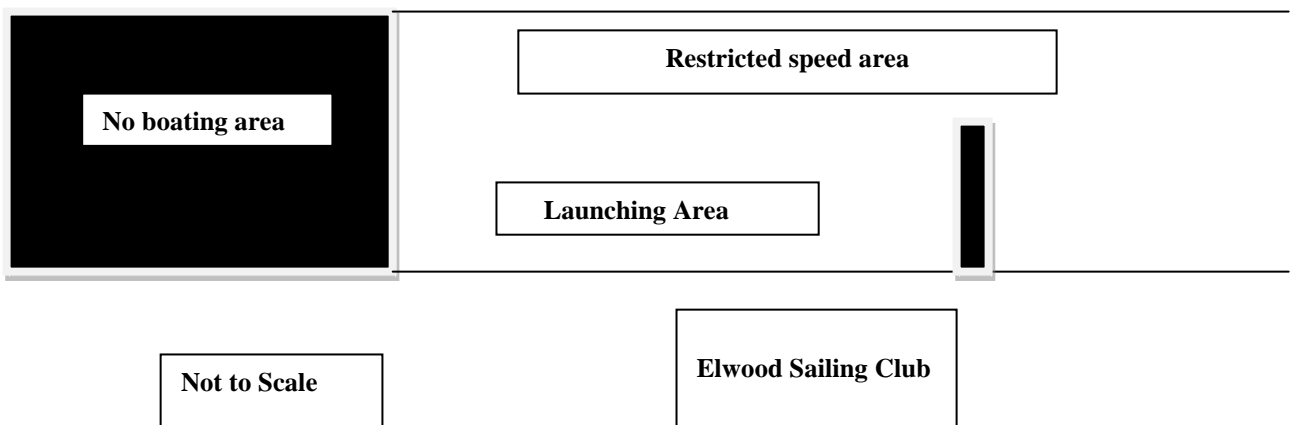 Restricted speed area
No boating area
Launching Area
Elwood Sailing Club
Not to Scale